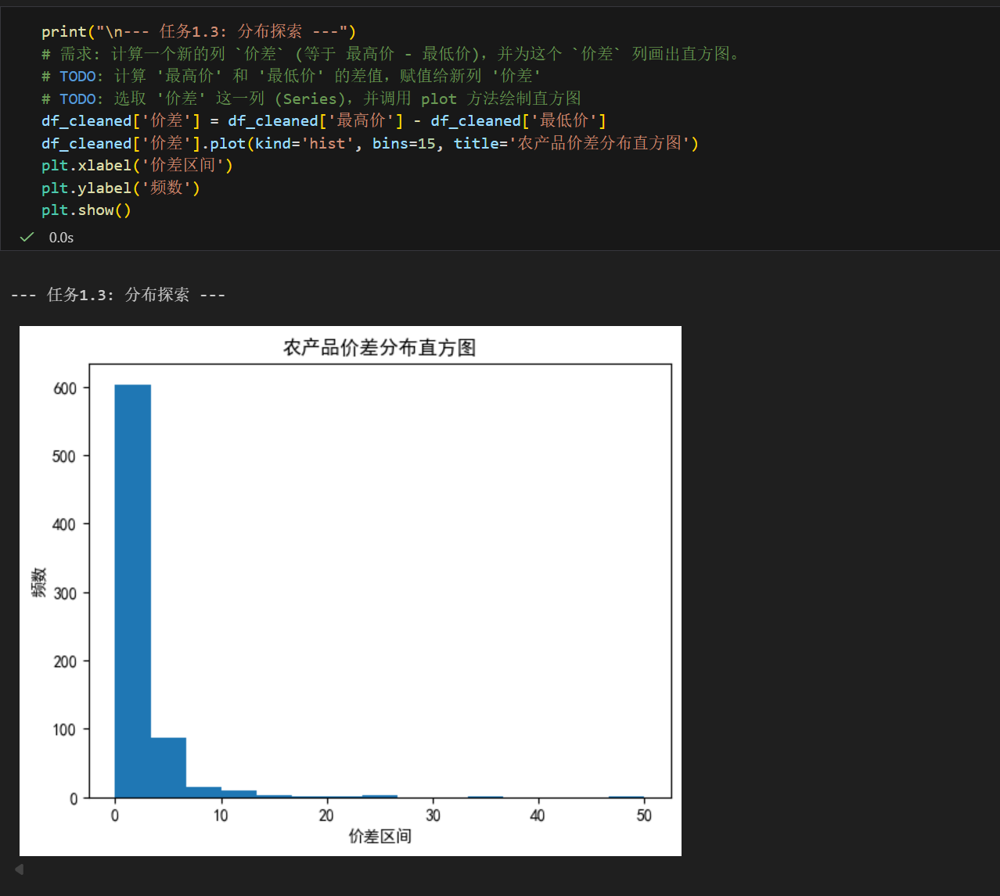 print("\n--- 任务1.3: 分布探索 ---")
# 需求: 计算一个新的列 `价差` (等于 最高价 - 最低价)，并为这个 `价差` 列画出直方图。
# TODO: 计算 '最高价' 和 '最低价' 的差值，赋值给新列 '价差'
# TODO: 选取 '价差' 这一列 (Series)，并调用 plot 方法绘制直方图
df_cleaned['价差'] = df_cleaned['最高价'] - df_cleaned['最低价']
df_cleaned['价差'].plot(kind='hist', bins=15, title='农产品价差分布直方图')
plt.xlabel('价差区间')
plt.ylabel('频数')
plt.show()
0.0s
--- 任务1.3: 分布探索 ---
农产品价差分布直方图
600
500
400
300
200
100
0
频数
0 10 20 30 40 50
价差区间